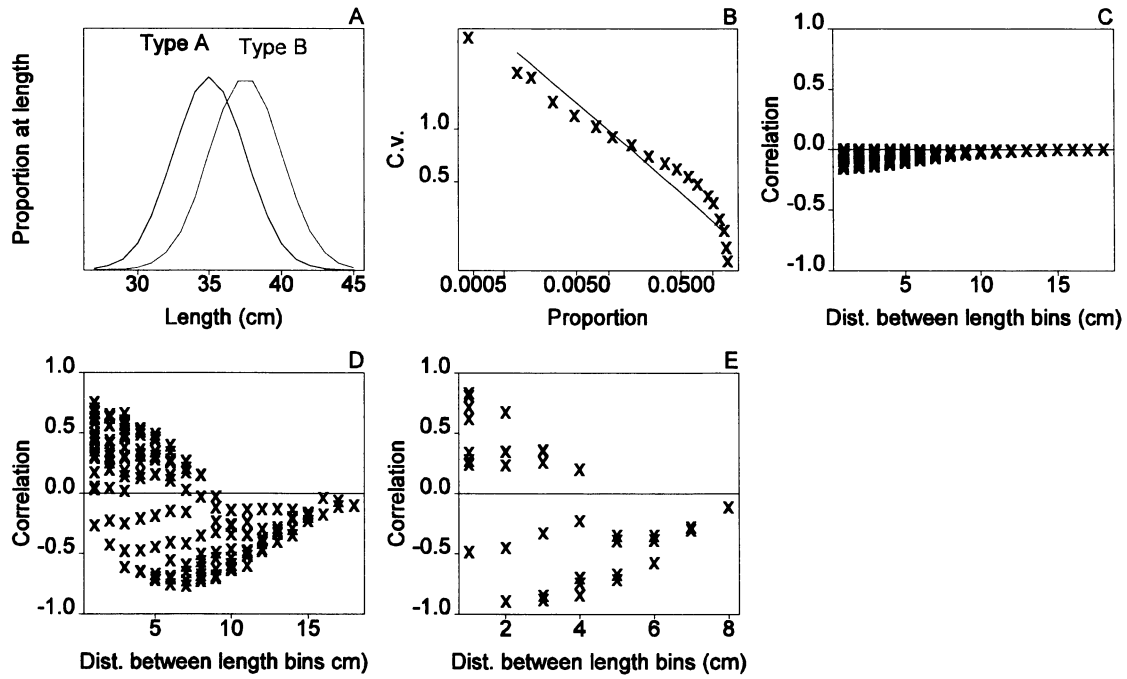 A
Type A
Type B
Proportion at length
30 35 40 45
Length (cm)
B
C.v.
1.0
0.5
0.0005 0.0050 0.0500
Proportion
C
Correlation
1.0
0.5
0.0
-0.5
-1.0
5 10 15
Dist. between length bins (cm)
D
Correlation
1.0
0.5
0.0
-0.5
-1.0
5 10 15
Dist. between length bins cm)
E
Correlation
1.0
0.5
0.0
-0.5
-1.0
2 4 6 8
Dist. between length bins (cm)